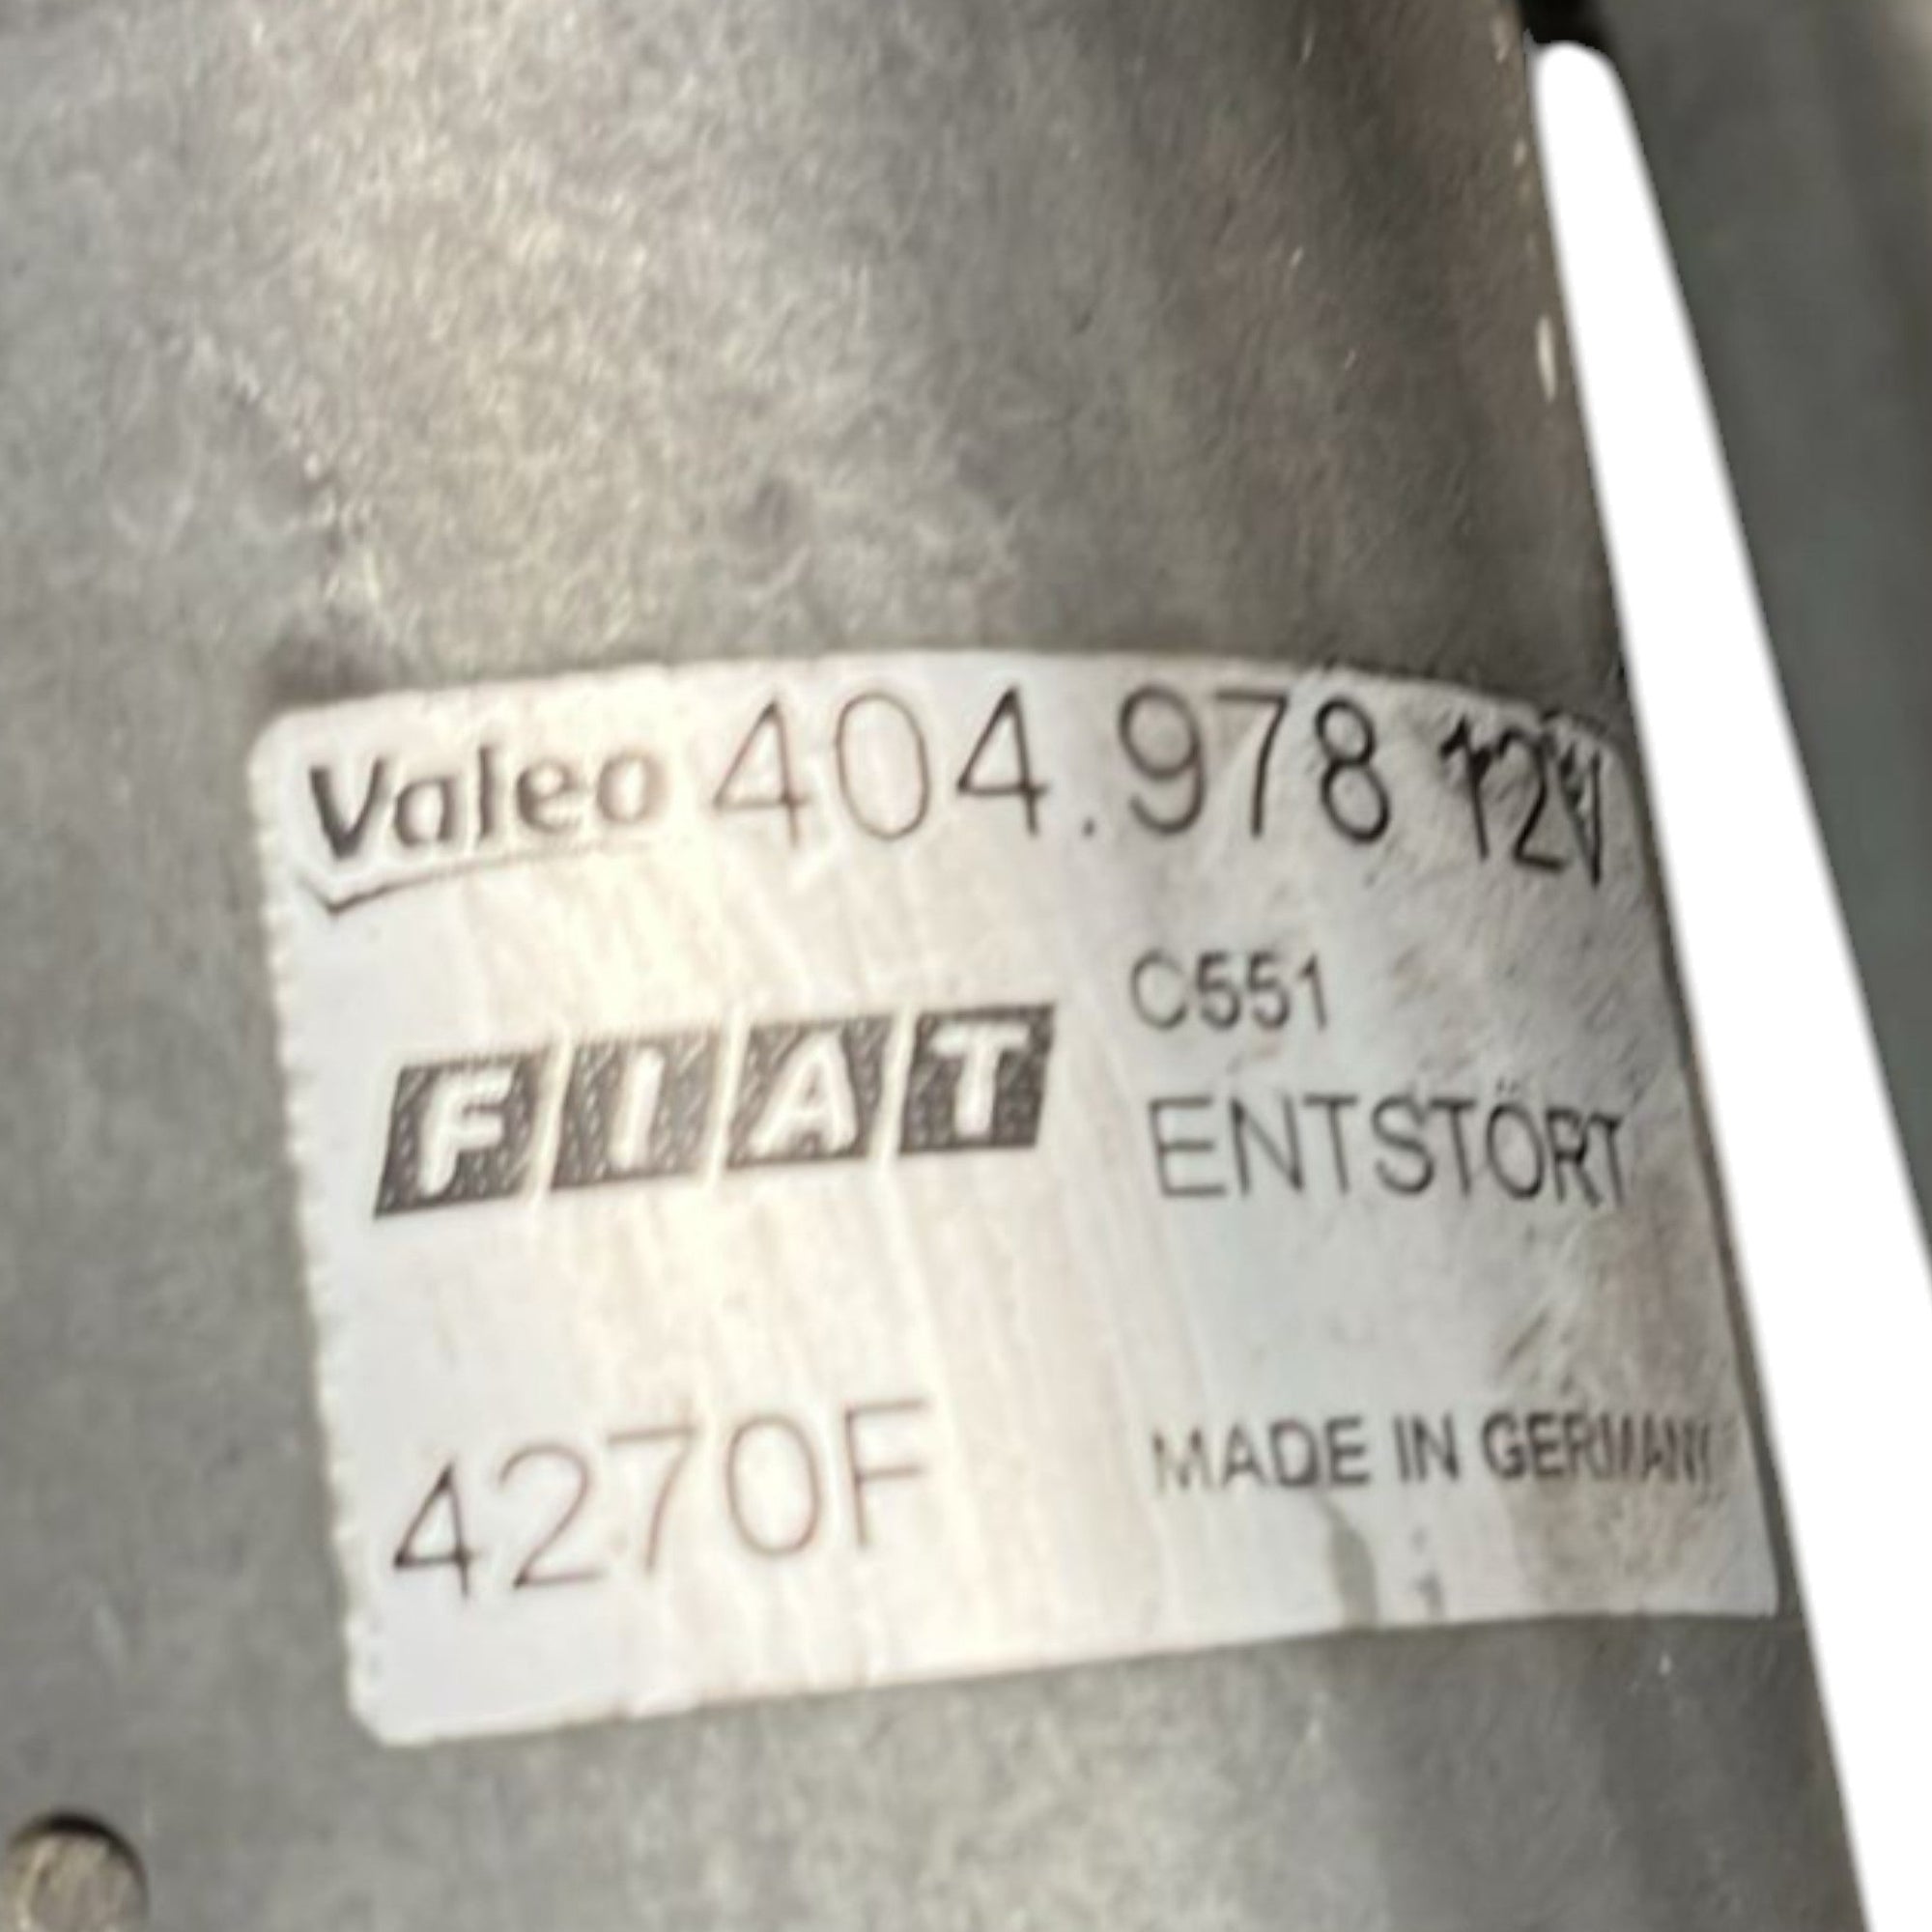 Valeo 404.978 12V
C551
FIAT
ENTSTÖRT
4270F
MADE IN GERMANY